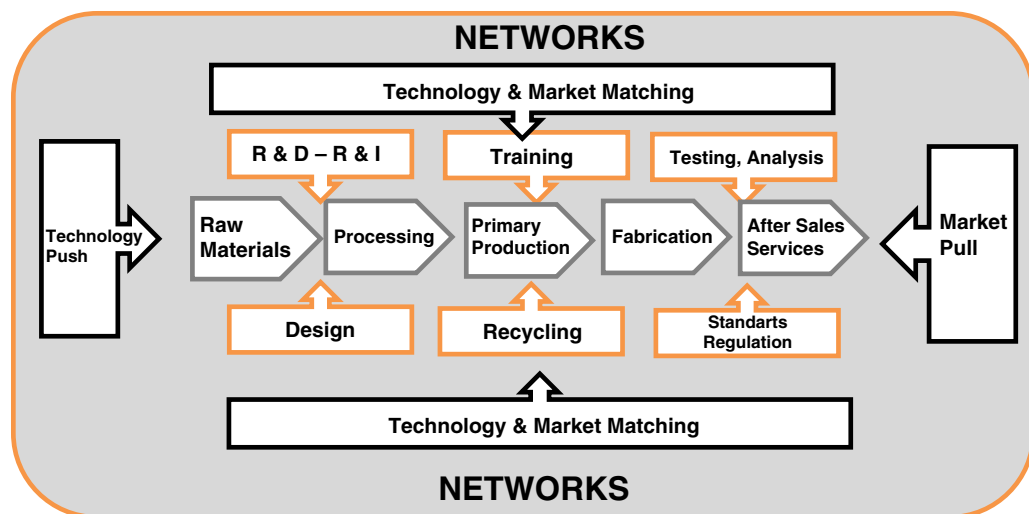 NETWORKS
Technology & Market Matching
R & D – R & I
Training
Testing, Analysis
Technology
Push
Raw
Materials
Processing
Primary
Production
Fabrication
After Sales
Services
Market
Pull
Design
Recycling
Standarts
Regulation
Technology & Market Matching
NETWORKS